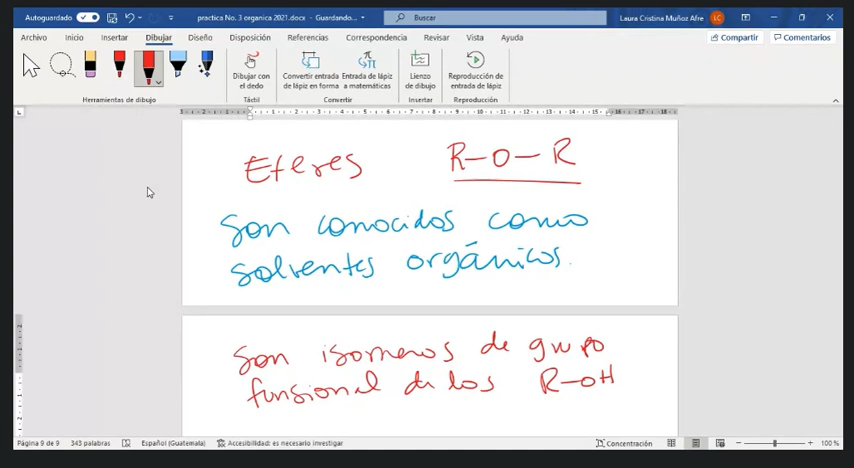 Autoguardado
practica No. 3 organica 2021.docx - Guardando...
Buscar
Laura Cristina Muñoz Afre LC
Archivo Inicio Insertar Dibujar Diseño Disposición Referencias Correspondencia Revisar Vista Ayuda Compartir Comentarios
Dibujar con el dedo
Convertir entrada de lápiz en forma
Entrada de lápiz a matemáticas
Lienzo de dibujo
Reproducción de entrada de lápiz
Herramientas de dibujo Táctil Convertir Insertar Reproducción
Eteres R-O-R
son conocidos como
solventes orgánicos.
son isomeros de grupo
funsional de los R-OH
Página 9 de 9 343 palabras Español (Guatemala) Accesibilidad: es necesario investigar Concentración 100 %